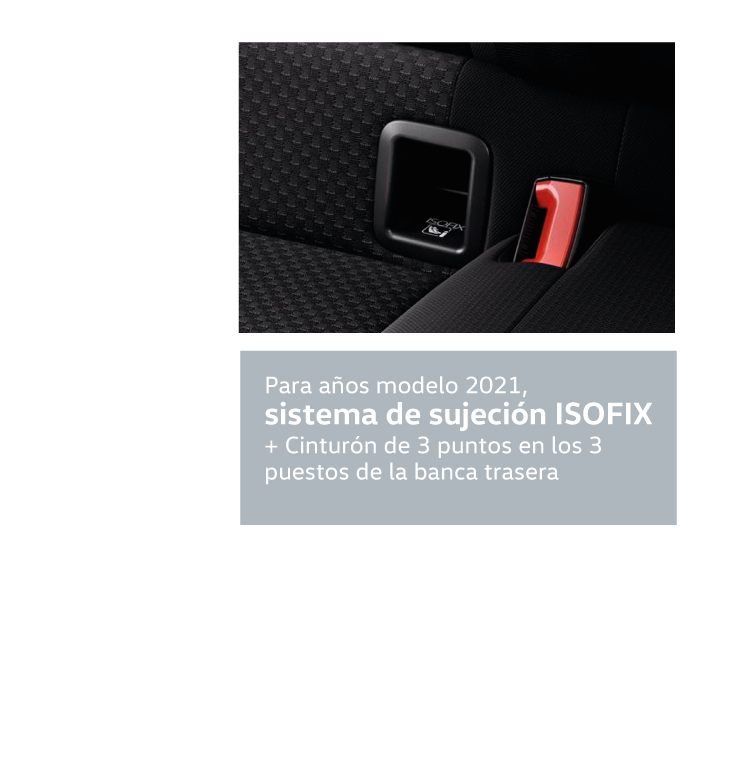 ISOFIX
Para años modelo 2021,
sistema de sujeción ISOFIX
+ Cinturón de 3 puntos en los 3
puestos de la banca trasera